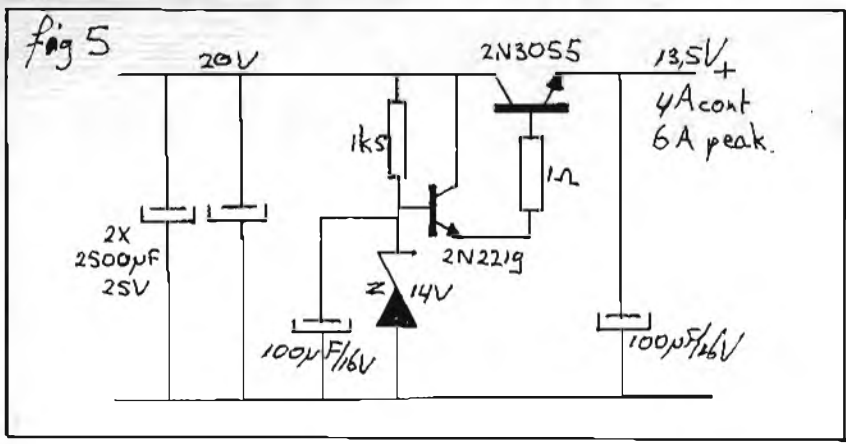 fig 5
20V
2N3055
13,5V
+
4A cont
6A peak.
1k5
1Ω
2X
2500µF
25V
2N2219
Z 14V
100µF/16V
100µF/16V